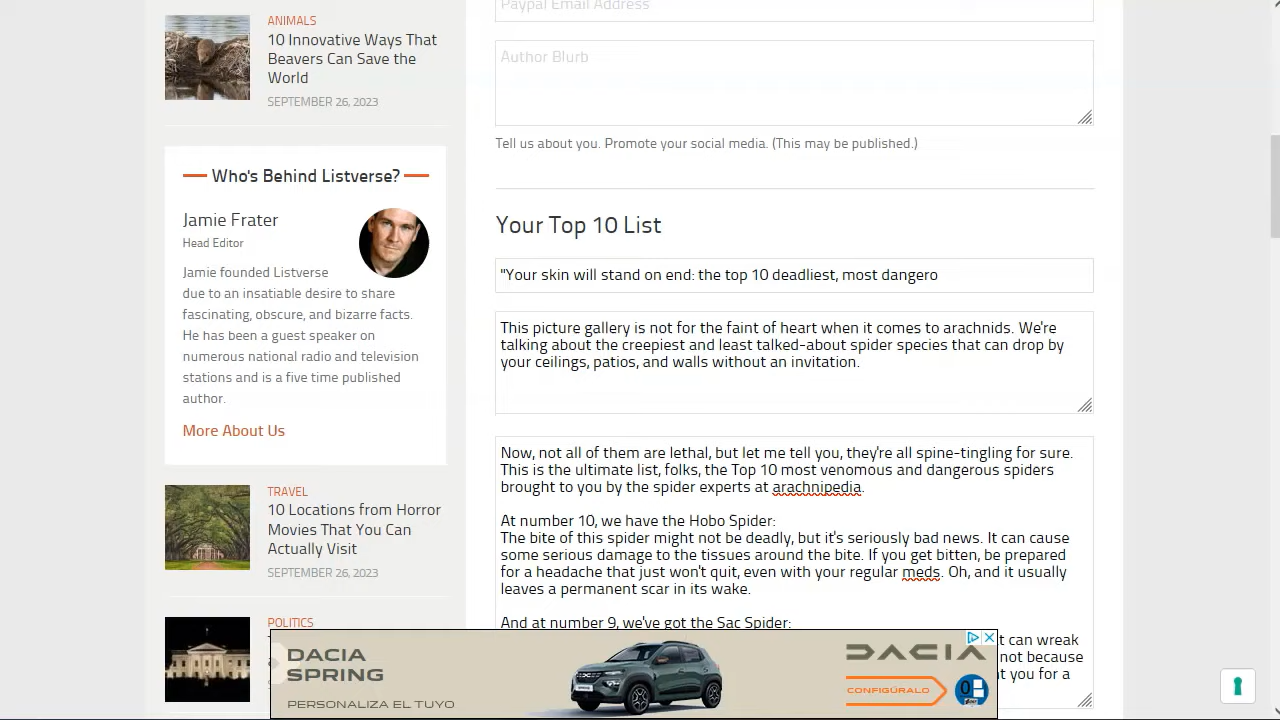 ANIMALS
10 Innovative Ways That
Beavers Can Save the
World
SEPTEMBER 26, 2023
Who's Behind Listverse?
Jamie Frater
Head Editor
Jamie founded Listverse
due to an insatiable desire to share
fascinating, obscure, and bizarre facts.
He has been a guest speaker on
numerous national radio and television
stations and is a five time published
author.
More About Us
TRAVEL
10 Locations from Horror
Movies That You Can
Actually Visit
SEPTEMBER 26, 2023
POLITICS
Paypal Email Address
Author Blurb
Tell us about you. Promote your social media. (This may be published.)
Your Top 10 List
"Your skin will stand on end: the top 10 deadliest, most dangero
This picture gallery is not for the faint of heart when it comes to arachnids. We're
talking about the creepiest and least talked-about spider species that can drop by
your ceilings, patios, and walls without an invitation.
Now, not all of them are lethal, but let me tell you, they're all spine-tingling for sure.
This is the ultimate list, folks, the Top 10 most venomous and dangerous spiders
brought to you by the spider experts at arachnipedia.
At number 10, we have the Hobo Spider:
The bite of this spider might not be deadly, but it's seriously bad news. It can cause
some serious damage to the tissues around the bite. If you get bitten, be prepared
for a headache that just won't quit, even with your regular meds. Oh, and it usually
leaves a permanent scar in its wake.
And at number 9, we've got the Sac Spider:
t can wreak
not because
t you for a
DACIA
SPRING
PERSONALIZA EL TUYO
DACIA
CONFIGÚRALO